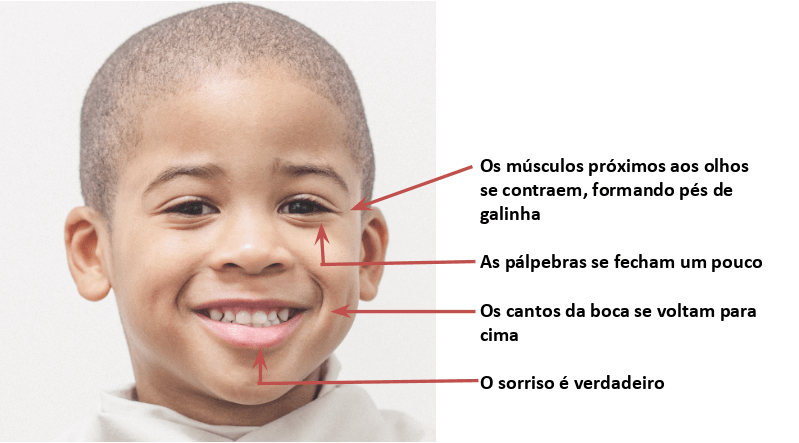 Os músculos próximos aos olhos
se contraem, formando pés de
galinha
As pálpebras se fecham um pouco
Os cantos da boca se voltam para
cima
O sorriso é verdadeiro